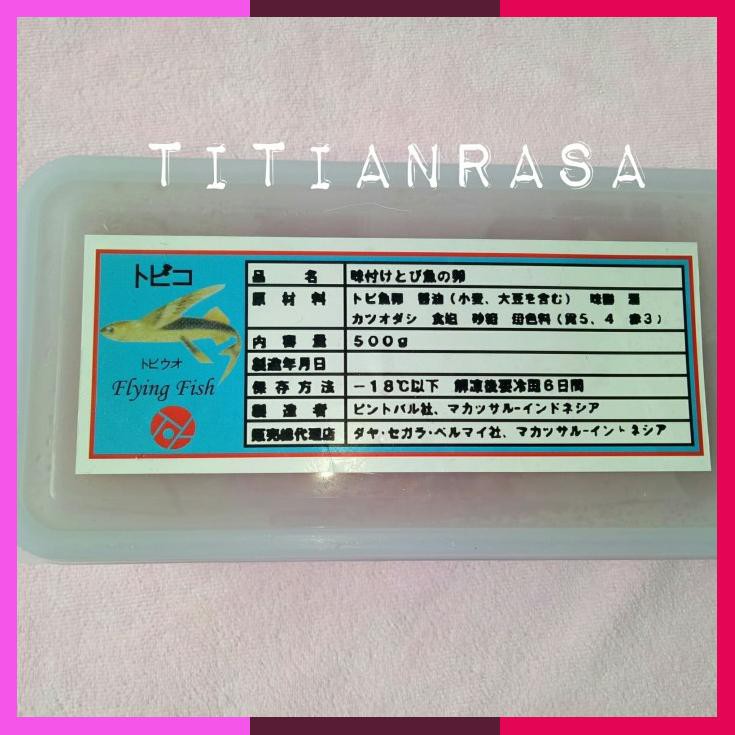 TITIANRASA
トビコ
トビウオ
Flying Fish
品名 味付けとび魚の卵
原材料 トビ魚卵 醤油（小麦、大豆を含む） 味醂 酒
カツオダシ 食塩 砂糖 着色料（黄5、4 赤3）
内容量 500g
製造年月日
保存方法 −18℃以下 解凍後要冷蔵6日間
製造者 ビントバル社、マカッサル-インドネシア
販売総代理店 ダヤ・セガラ・ペルマイ社、マカッサル-インドネシア